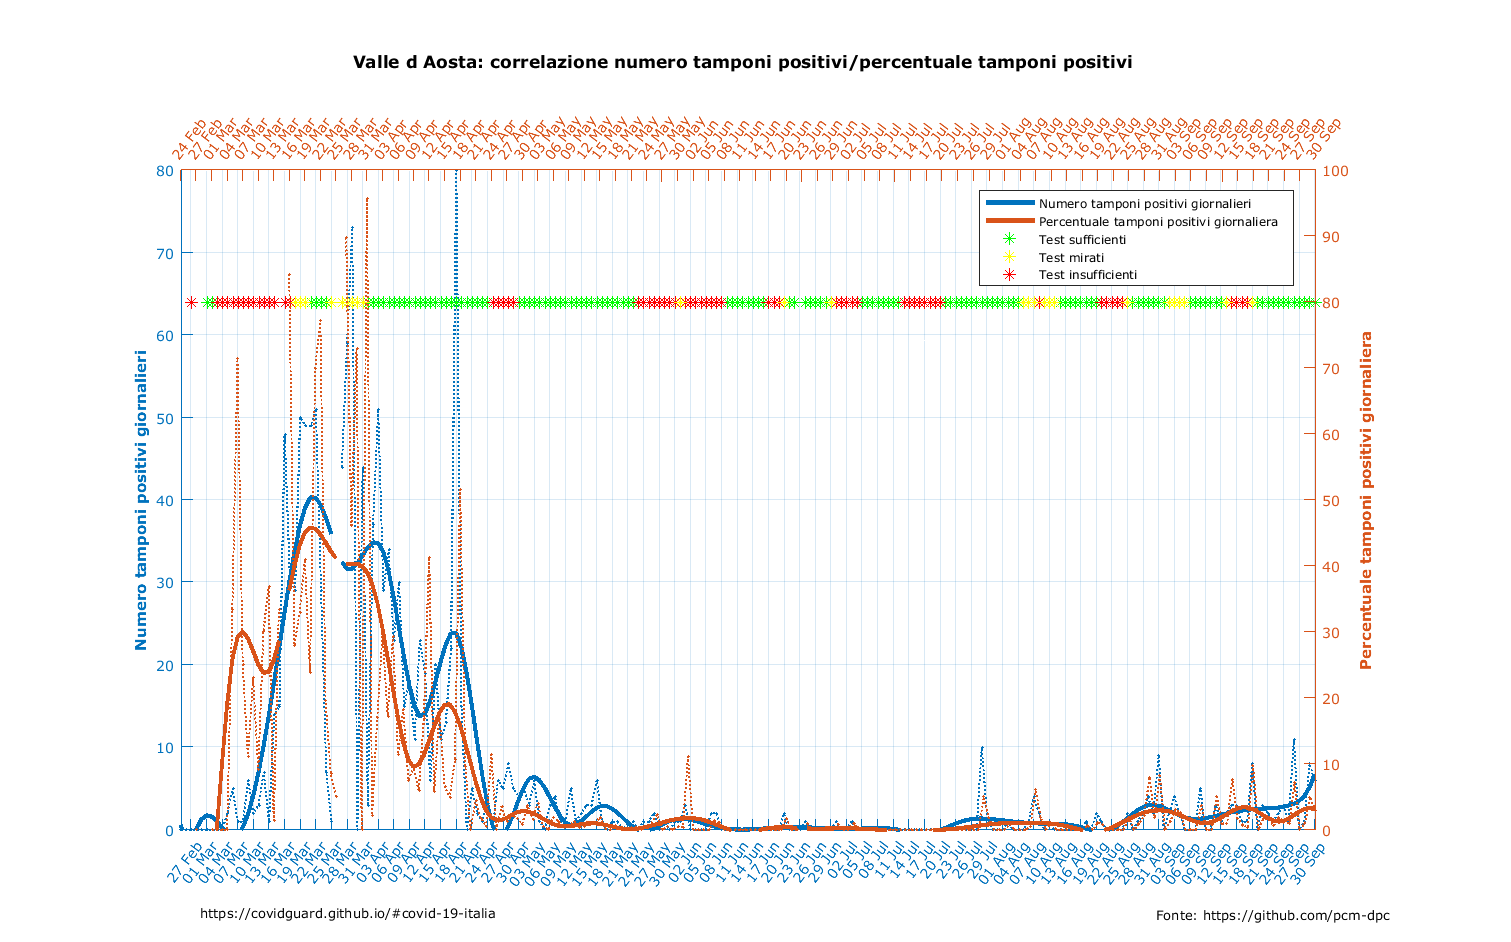 Valle d Aosta: correlazione numero tamponi positivi/percentuale tamponi positivi
24 Feb 27 Feb 01 Mar 04 Mar 07 Mar 10 Mar 13 Mar 16 Mar 19 Mar 22 Mar 25 Mar 28 Mar 31 Mar 03 Apr 06 Apr 09 Apr 12 Apr 15 Apr 18 Apr 21 Apr 24 Apr 27 Apr 30 Apr 03 May 06 May 09 May 12 May 15 May 18 May 21 May 24 May 27 May 30 May 02 Jun 05 Jun 08 Jun 11 Jun 14 Jun 17 Jun 20 Jun 23 Jun 26 Jun 29 Jun 02 Jul 05 Jul 08 Jul 11 Jul 14 Jul 17 Jul 20 Jul 23 Jul 26 Jul 29 Jul 01 Aug 04 Aug 07 Aug 10 Aug 13 Aug 16 Aug 19 Aug 22 Aug 25 Aug 28 Aug 31 Aug 03 Sep 06 Sep 09 Sep 12 Sep 15 Sep 18 Sep 21 Sep 24 Sep 27 Sep 30 Sep
Numero tamponi positivi giornalieri
80
70
60
50
40
30
20
10
0
Numero tamponi positivi giornalieri
Percentuale tamponi positivi giornaliera
Test sufficienti
Test mirati
Test insufficienti
100
90
80
70
60
50
40
30
20
10
0
Percentuale tamponi positivi giornaliera
27 Feb 01 Mar 04 Mar 07 Mar 10 Mar 13 Mar 16 Mar 19 Mar 22 Mar 25 Mar 28 Mar 31 Mar 03 Apr 06 Apr 09 Apr 12 Apr 15 Apr 18 Apr 21 Apr 24 Apr 27 Apr 30 Apr 03 May 06 May 09 May 12 May 15 May 18 May 21 May 24 May 27 May 30 May 02 Jun 05 Jun 08 Jun 11 Jun 14 Jun 17 Jun 20 Jun 23 Jun 26 Jun 29 Jun 02 Jul 05 Jul 08 Jul 11 Jul 14 Jul 17 Jul 20 Jul 23 Jul 26 Jul 29 Jul 01 Aug 04 Aug 07 Aug 10 Aug 13 Aug 16 Aug 19 Aug 22 Aug 25 Aug 28 Aug 31 Aug 03 Sep 06 Sep 09 Sep 12 Sep 15 Sep 18 Sep 21 Sep 24 Sep 27 Sep 30 Sep
https://covidguard.github.io/#covid-19-italia
Fonte: https://github.com/pcm-dpc